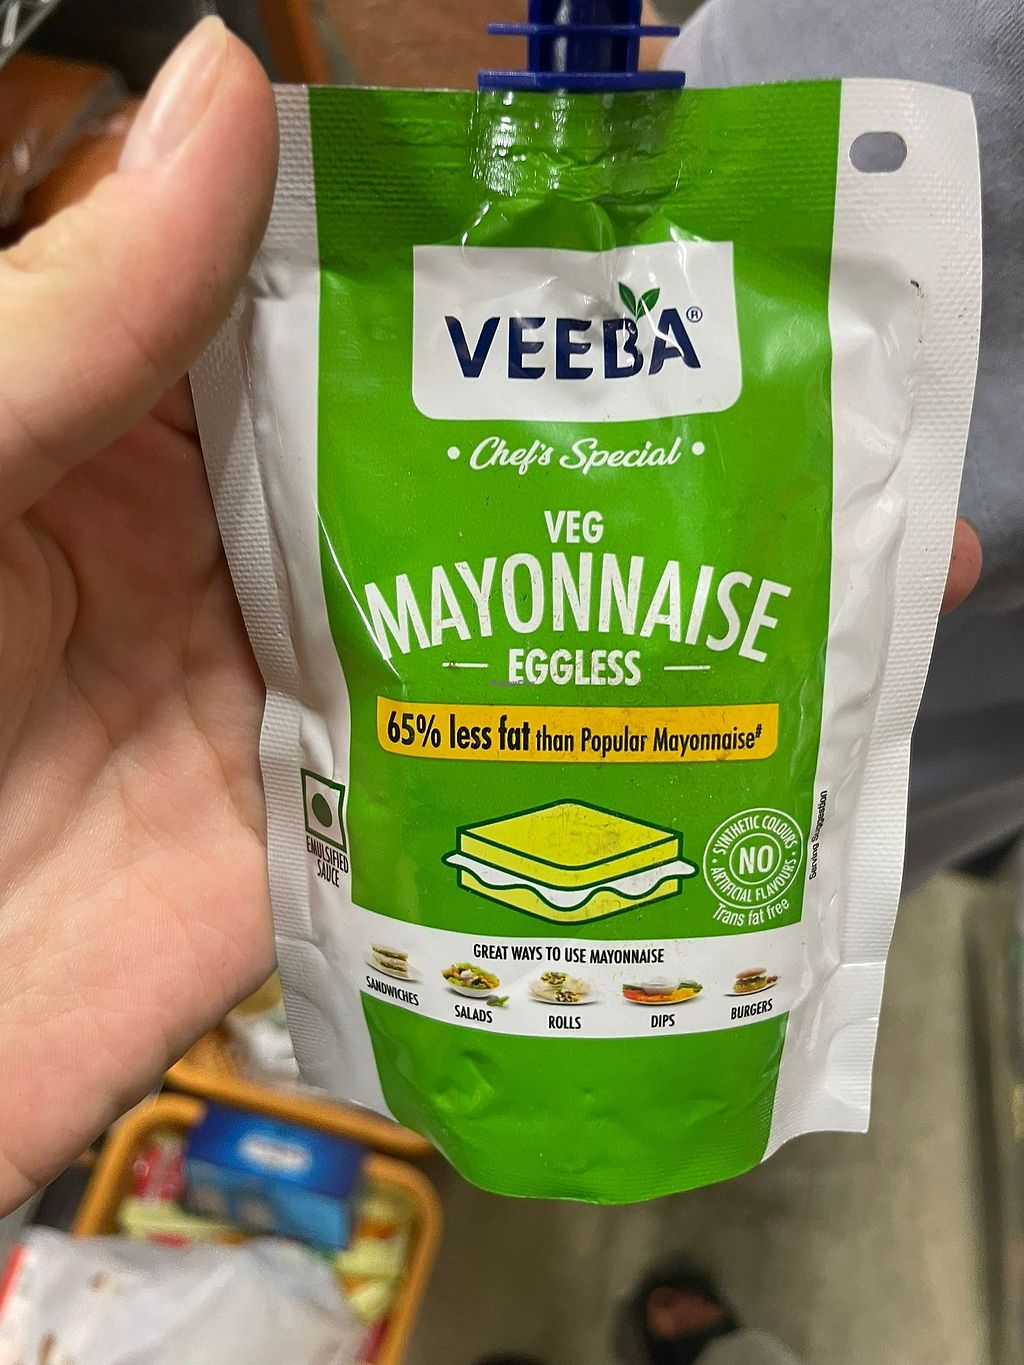 VEEBA®
• Chef's Special •
VEG
MAYONNAISE
EGGLESS
65% less fat than Popular Mayonnaise#
EMULSIFIED
SAUCE
SYNTHETIC COLOURS
NO
ARTIFICIAL FLAVOURS
Trans fat free
Serving Suggestion
GREAT WAYS TO USE MAYONNAISE
SANDWICHES
SALADS
ROLLS
DIPS
BURGERS